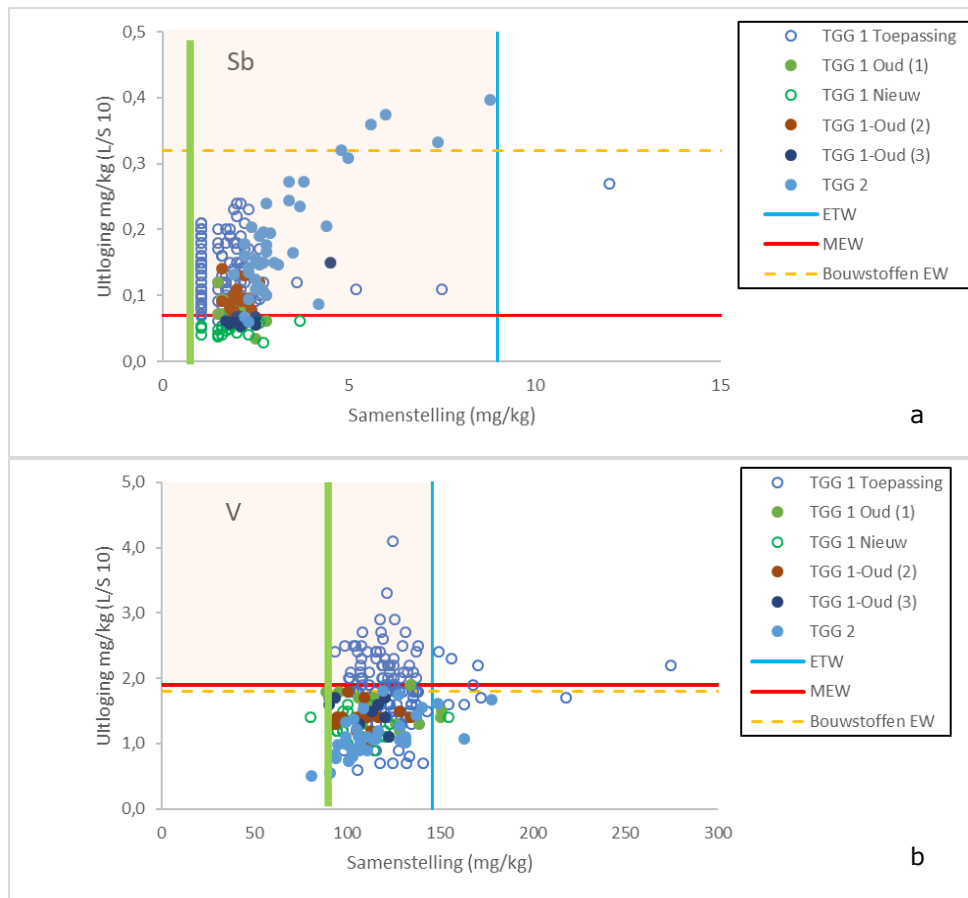 Sb
Uitloging mg/kg (L/S 10)
0,5
0,4
0,3
0,2
0,1
0,0
0
5
10
15
Samenstelling (mg/kg)
TGG 1 Toepassing
TGG 1 Oud (1)
TGG 1 Nieuw
TGG 1-Oud (2)
TGG 1-Oud (3)
TGG 2
ETW
MEW
Bouwstoffen EW
a
V
Uitloging mg/kg (L/S 10)
5,0
4,0
3,0
2,0
1,0
0,0
0
50
100
150
200
250
300
Samenstelling (mg/kg)
TGG 1 Toepassing
TGG 1 Oud (1)
TGG 1 Nieuw
TGG 1-Oud (2)
TGG 1-Oud (3)
TGG 2
ETW
MEW
Bouwstoffen EW
b